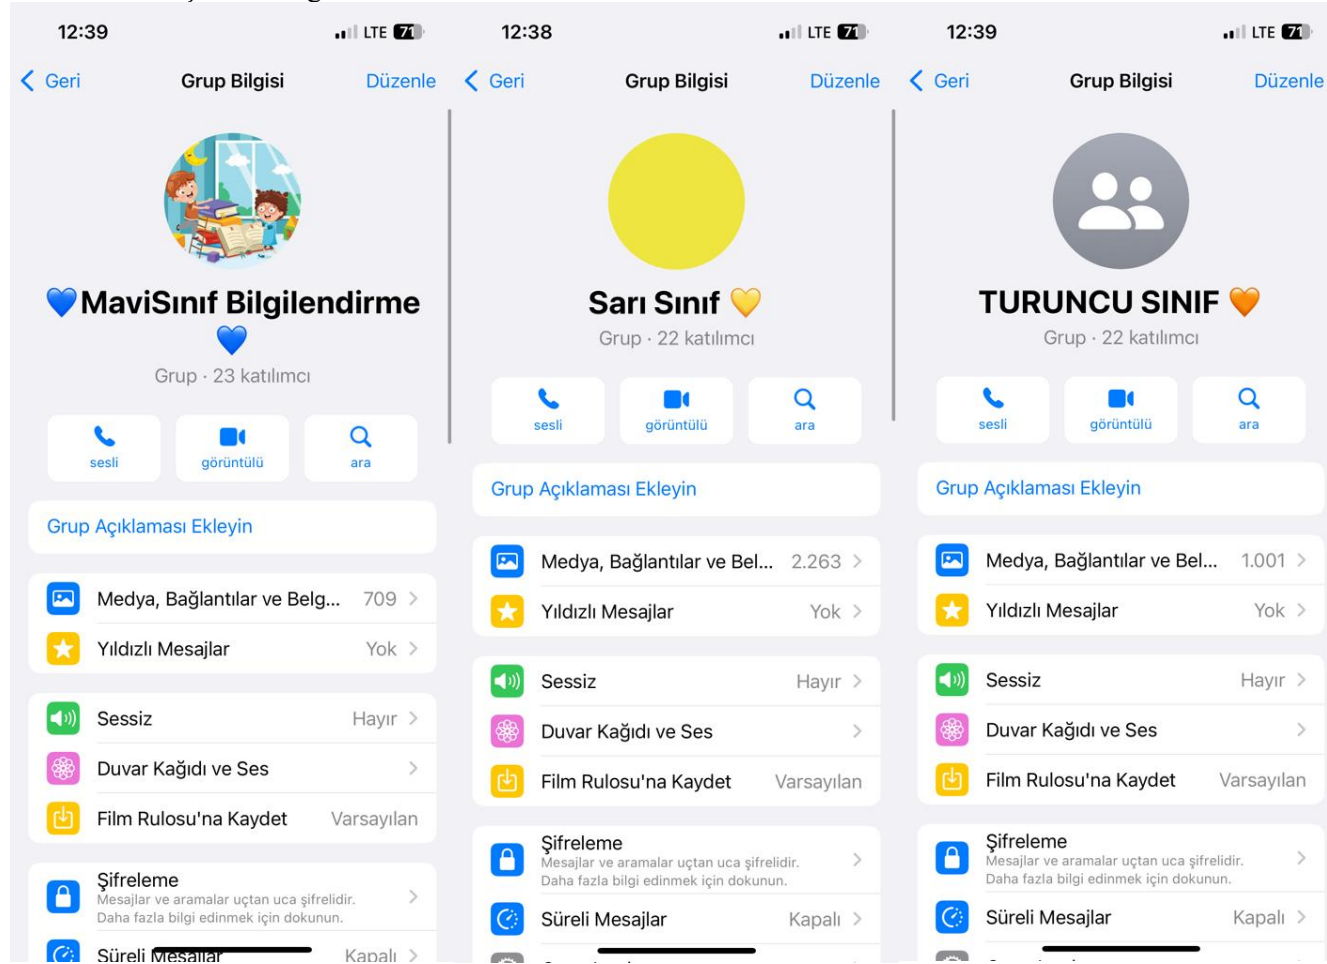 12:39
LTE 71
Geri
Grup Bilgisi
Düzenle
💙MaviSınıf Bilgilendirme
💙
Grup · 23 katılımcı
sesli
görüntülü
ara
Grup Açıklaması Ekleyin
Medya, Bağlantılar ve Belg... 709
Yıldızlı Mesajlar Yok
Sessiz Hayır
Duvar Kağıdı ve Ses
Film Rulosu'na Kaydet Varsayılan
Şifreleme
Mesajlar ve aramalar uçtan uca şifrelidir.
Daha fazla bilgi edinmek için dokunun.
Süreli Mesajlar Kapalı
12:38
LTE 71
Geri
Grup Bilgisi
Düzenle
Sarı Sınıf 💛
Grup · 22 katılımcı
sesli
görüntülü
ara
Grup Açıklaması Ekleyin
Medya, Bağlantılar ve Bel... 2.263
Yıldızlı Mesajlar Yok
Sessiz Hayır
Duvar Kağıdı ve Ses
Film Rulosu'na Kaydet Varsayılan
Şifreleme
Mesajlar ve aramalar uçtan uca şifrelidir.
Daha fazla bilgi edinmek için dokunun.
Süreli Mesajlar Kapalı
12:39
LTE 71
Geri
Grup Bilgisi
Düzenle
TURUNCU SINIF 🧡
Grup · 22 katılımcı
sesli
görüntülü
ara
Grup Açıklaması Ekleyin
Medya, Bağlantılar ve Bel... 1.001
Yıldızlı Mesajlar Yok
Sessiz Hayır
Duvar Kağıdı ve Ses
Film Rulosu'na Kaydet Varsayılan
Şifreleme
Mesajlar ve aramalar uçtan uca şifrelidir.
Daha fazla bilgi edinmek için dokunun.
Süreli Mesajlar Kapalı